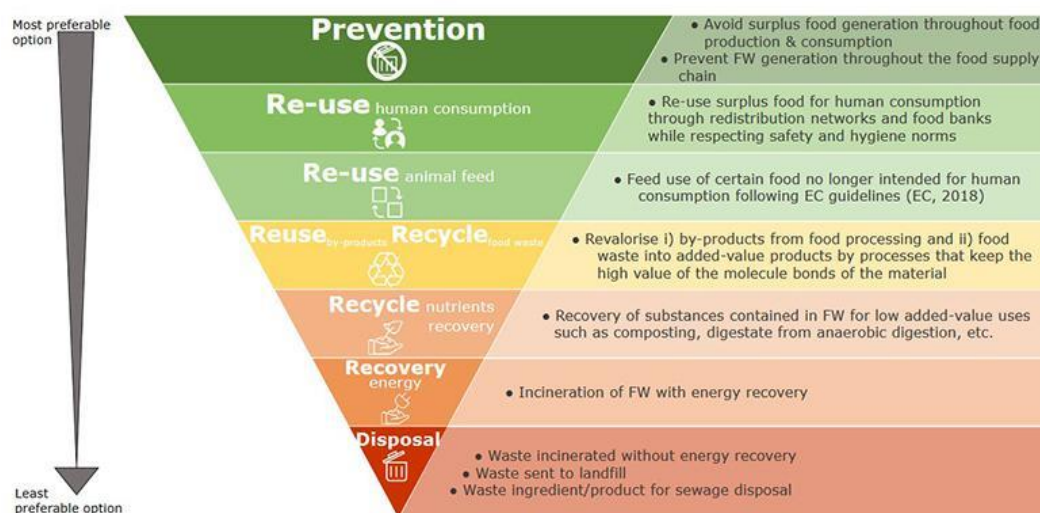 Most preferable
option
Prevention
● Avoid surplus food generation throughout food
production & consumption
● Prevent FW generation throughout the food supply
chain
Re-use human consumption
● Re-use surplus food for human consumption
through redistribution networks and food banks
while respecting safety and hygiene norms
Re-use animal feed
● Feed use of certain food no longer intended for human
consumption following EC guidelines (EC, 2018)
Reuse by-products Recycle food waste
● Revalorise i) by-products from food processing and ii) food
waste into added-value products by processes that keep the
high value of the molecule bonds of the material
Recycle nutrients
recovery
● Recovery of substances contained in FW for low added-value uses
such as composting, digestate from anaerobic digestion, etc.
Recovery
energy
● Incineration of FW with energy recovery
Disposal
● Waste incinerated without energy recovery
● Waste sent to landfill
● Waste ingredient/product for sewage disposal
Least
preferable option